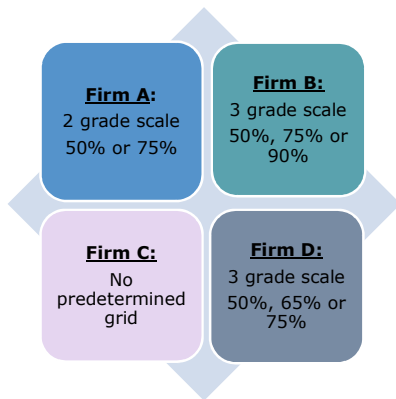 Firm A:
2 grade scale
50% or 75%
Firm B:
3 grade scale
50%, 75% or
90%
Firm C:
No
predetermined
grid
Firm D:
3 grade scale
50%, 65% or
75%